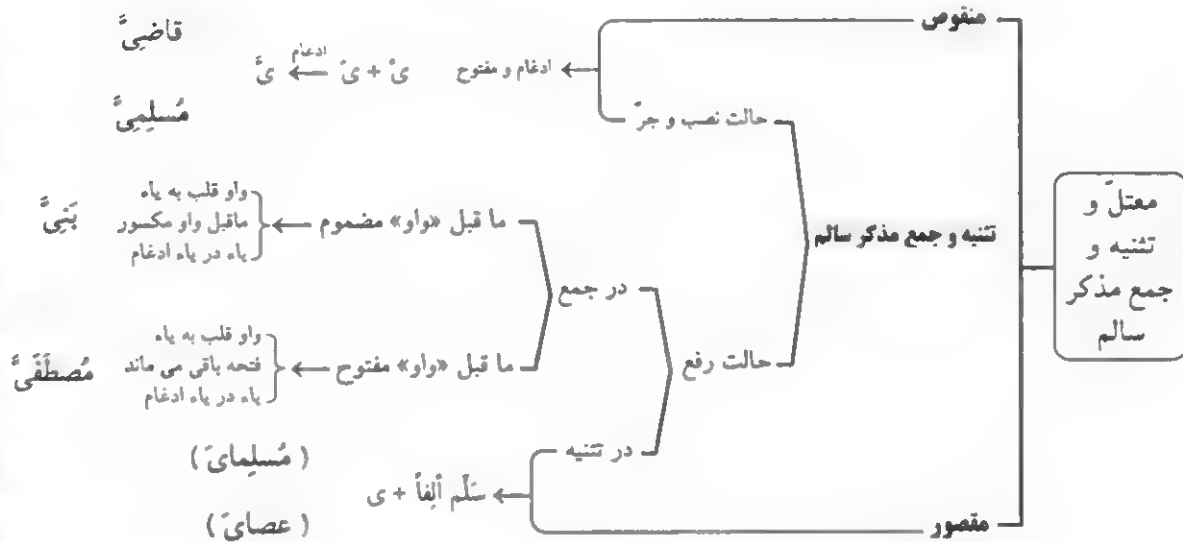 معتلّ و
تثنیه و
جمع مذکر
سالم
منقوص
ادغام و مفتوح
یْ + یَ ← ادغام یَّ
قاضِیَّ
تثنیه و جمع مذکر سالم
حالت نصب و جرّ
مُسلِمِیَّ
حالت رفع
در جمع
ما قبل «واو» مضموم
واو قلب به یاء
ماقبل واو مکسور
یاء در یاء ادغام
بَنِیَّ
ما قبل «واو» مفتوح
واو قلب به یاء
فتحه باقی می ماند
یاء در یاء ادغام
مُصطَفَیَّ
در تثنیه
سَلِّم ألِفاً + ی
( مُسلِمایَ )
مقصور
( عصایَ )